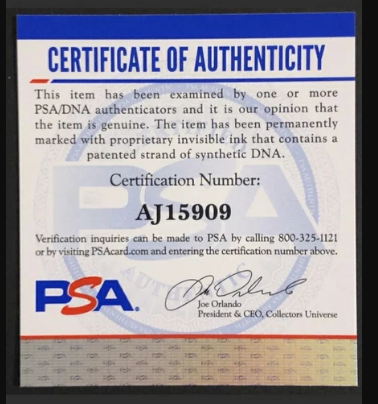 CERTIFICATE OF AUTHENTICITY
This item has been examined by one or more
PSA/DNA authenticators and it is our opinion that
the item is genuine. The item has been permanently
marked with proprietary invisible ink that contains a
patented strand of synthetic DNA.
Certification Number:
AJ15909
Verification inquiries can be made to PSA by calling 800-325-1121
or by visiting PSAcard.com and entering the certification number above.
PSA
Joe Orlando
President & CEO, Collectors Universe